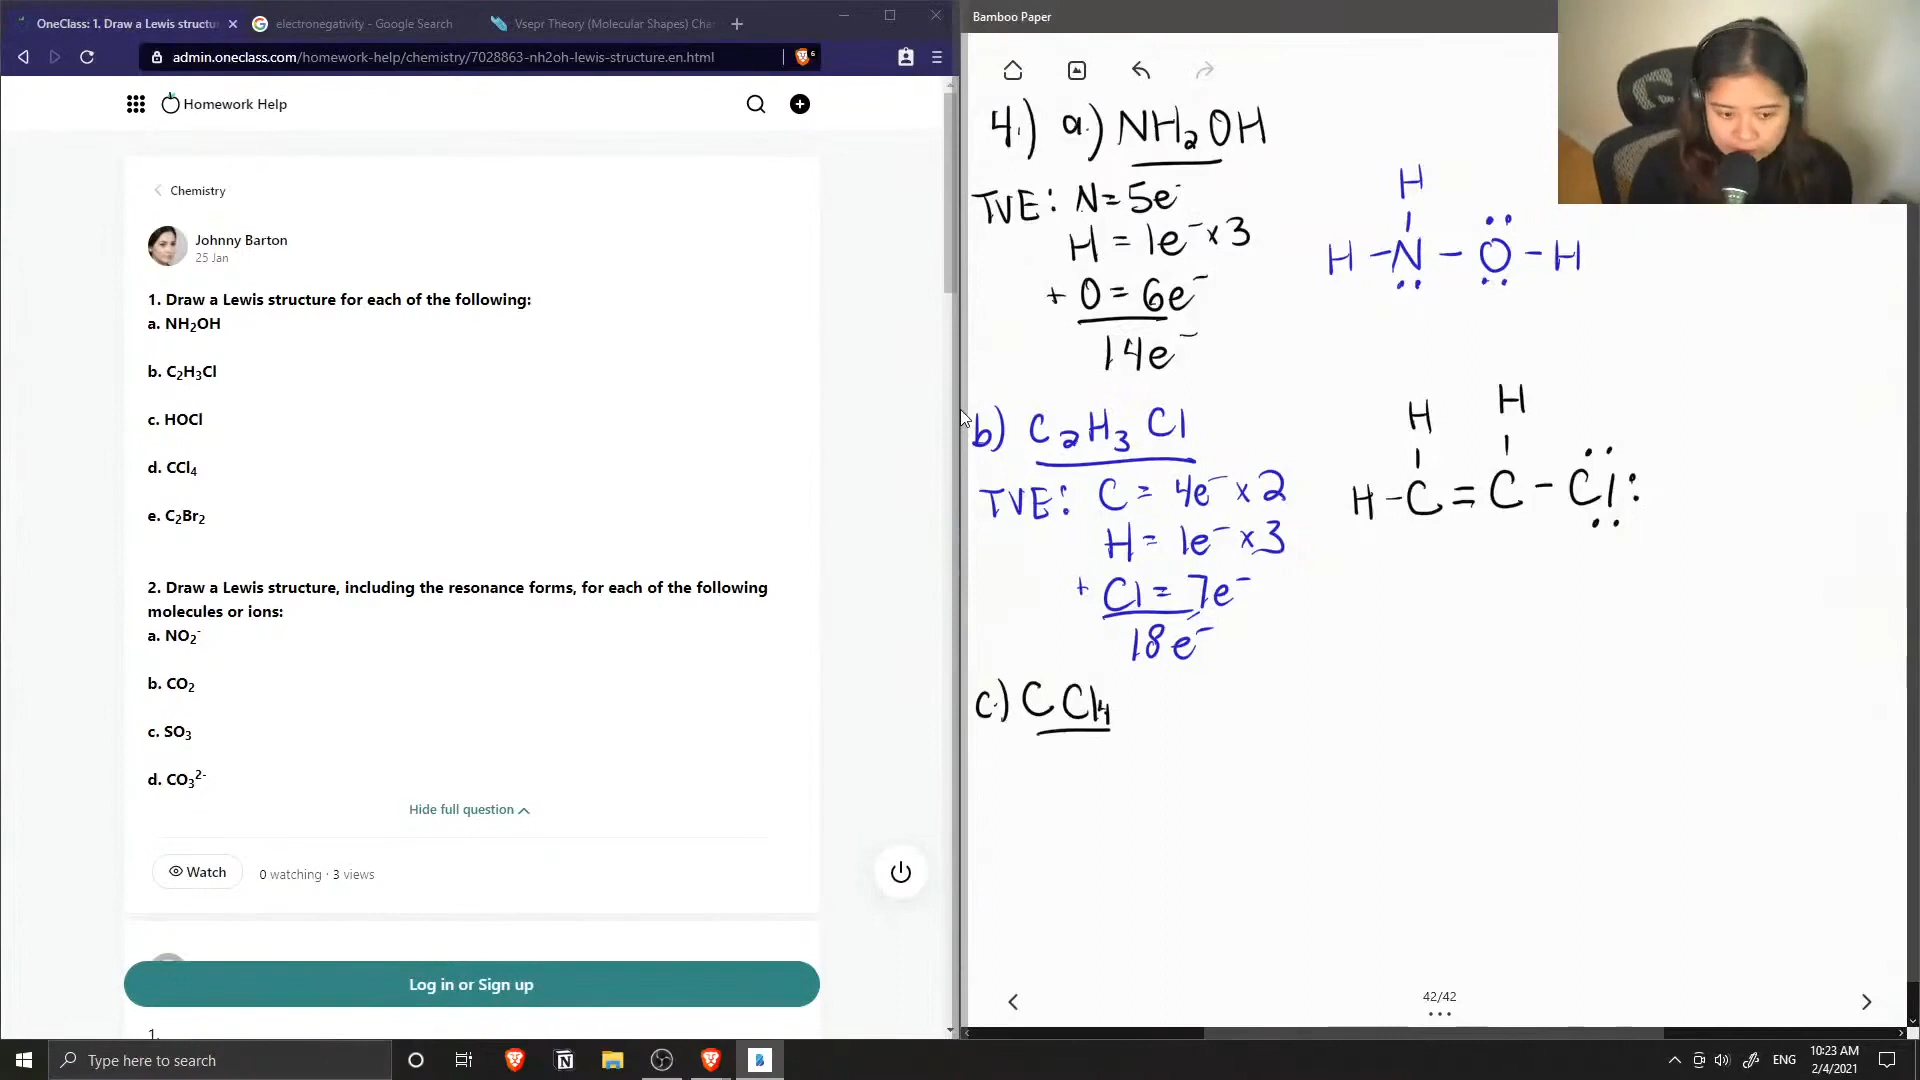 OneClass: 1. Draw a Lewis structu
electronegativity - Google Search
Vsepr Theory (Molecular Shapes) Cha
admin.oneclass.com/homework-help/chemistry/7028863-nh2oh-lewis-structure.en.html
6
Homework Help
Chemistry
Johnny Barton
25 Jan
1. Draw a Lewis structure for each of the following:
a. NH₂OH
b. C₂H₃Cl
c. HOCl
d. CCl₄
e. C₂Br₂
2. Draw a Lewis structure, including the resonance forms, for each of the following
molecules or ions:
a. NO₂⁻
b. CO₂
c. SO₃
d. CO₃²⁻
Hide full question
Watch
0 watching · 3 views
Log in or Sign up
1.
Bamboo Paper
4.) a.) NH₂OH
TVE: N = 5e⁻
H = 1e⁻ x 3
+ O = 6e⁻
14e⁻
H
H - N - O - H
b) C₂H₃Cl
TVE: C = 4e⁻ x 2
H = 1e⁻ x 3
+ Cl = 7e⁻
18e⁻
H H
H - C = C - Cl:
c.) CCl₄
42/42
Type here to search
ENG
10:23 AM
2/4/2021